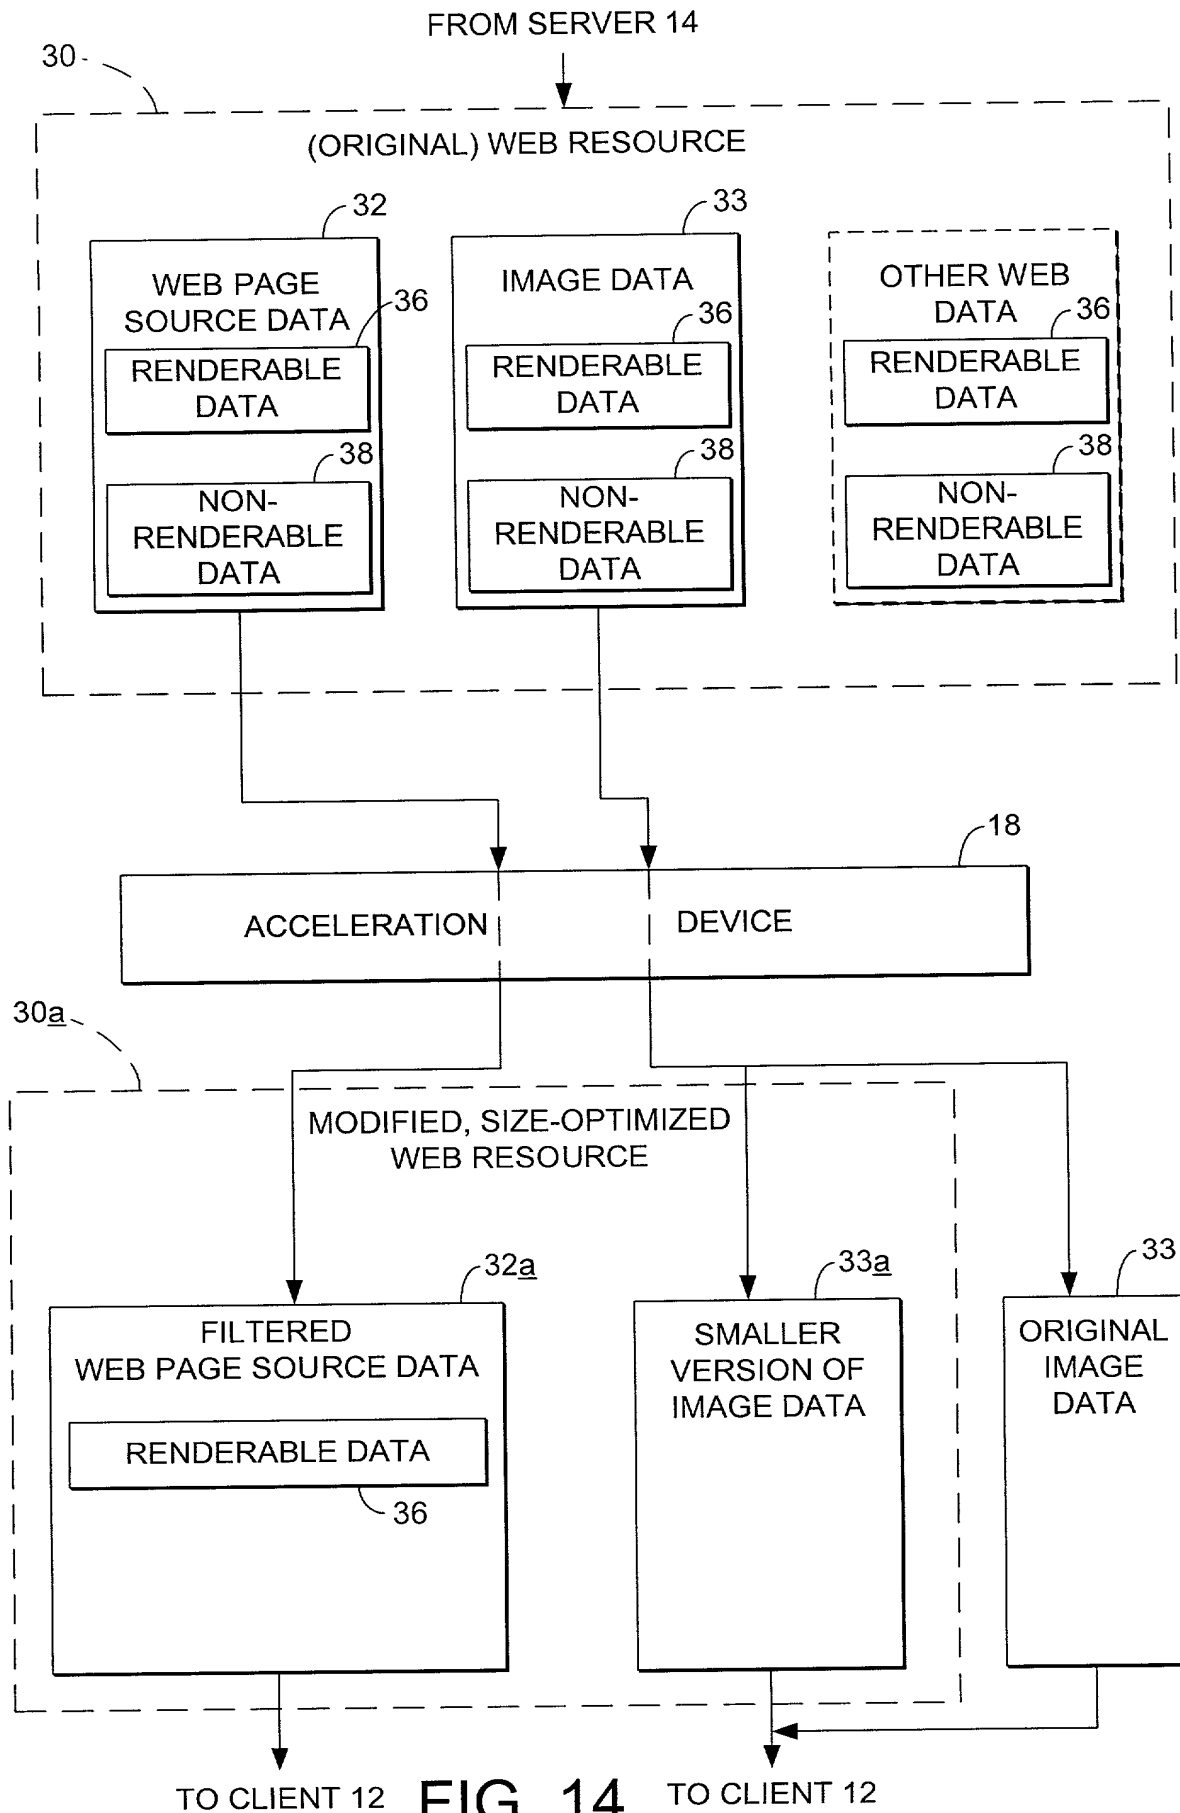 FROM SERVER 14
30
(ORIGINAL) WEB RESOURCE
32
WEB PAGE
SOURCE DATA
36
RENDERABLE
DATA
38
NON-
RENDERABLE
DATA
33
IMAGE DATA
36
RENDERABLE
DATA
38
NON-
RENDERABLE
DATA
OTHER WEB
DATA
36
RENDERABLE
DATA
38
NON-
RENDERABLE
DATA
18
ACCELERATION DEVICE
30a
MODIFIED, SIZE-OPTIMIZED
WEB RESOURCE
32a
FILTERED
WEB PAGE SOURCE DATA
RENDERABLE DATA
36
33a
SMALLER
VERSION OF
IMAGE DATA
33
ORIGINAL
IMAGE
DATA
TO CLIENT 12
FIG. 14
TO CLIENT 12